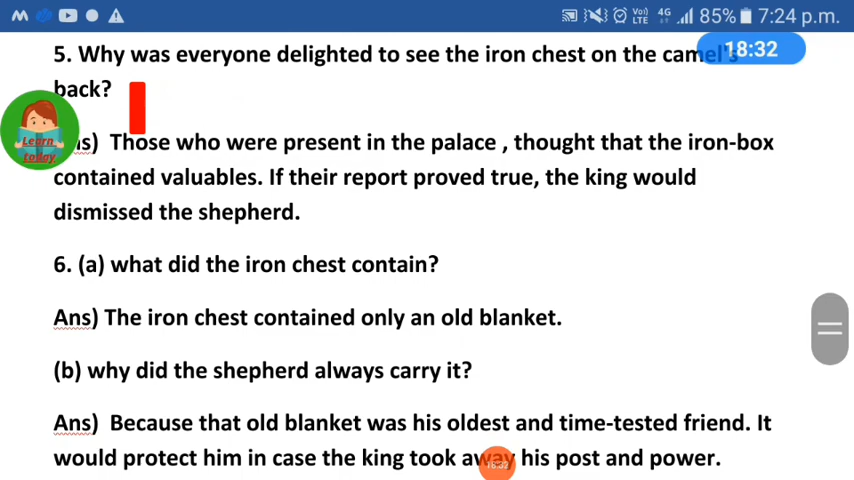 Vo) 4G LTE 85% 7:24 p.m.
18:32
5. Why was everyone delighted to see the iron chest on the camel's
back?
Learn
today
Ans) Those who were present in the palace , thought that the iron-box
contained valuables. If their report proved true, the king would
dismissed the shepherd.
6. (a) what did the iron chest contain?
Ans) The iron chest contained only an old blanket.
(b) why did the shepherd always carry it?
Ans) Because that old blanket was his oldest and time-tested friend. It
would protect him in case the king took away his post and power.
18:32